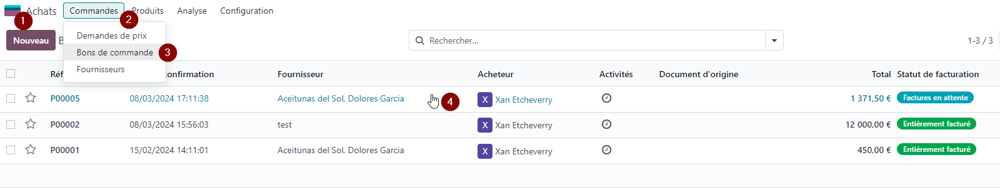 Achats Commandes Produits Analyse Configuration
1 2
Nouveau B Demandes de prix Rechercher... 1-3 / 3
Bons de commande 3
Fournisseurs
Réf onfirmation Fournisseur Acheteur Activités Document d'origine Total Statut de facturation
P00005 08/03/2024 17:11:38 Aceitunas del Sol, Dolores Garcia 4 X Xan Etcheverry 1 371,50 € Factures en attente
P00002 08/03/2024 15:56:03 test X Xan Etcheverry 12 000,00 € Entièrement facturé
P00001 15/02/2024 14:11:01 Aceitunas del Sol, Dolores Garcia X Xan Etcheverry 450,00 € Entièrement facturé